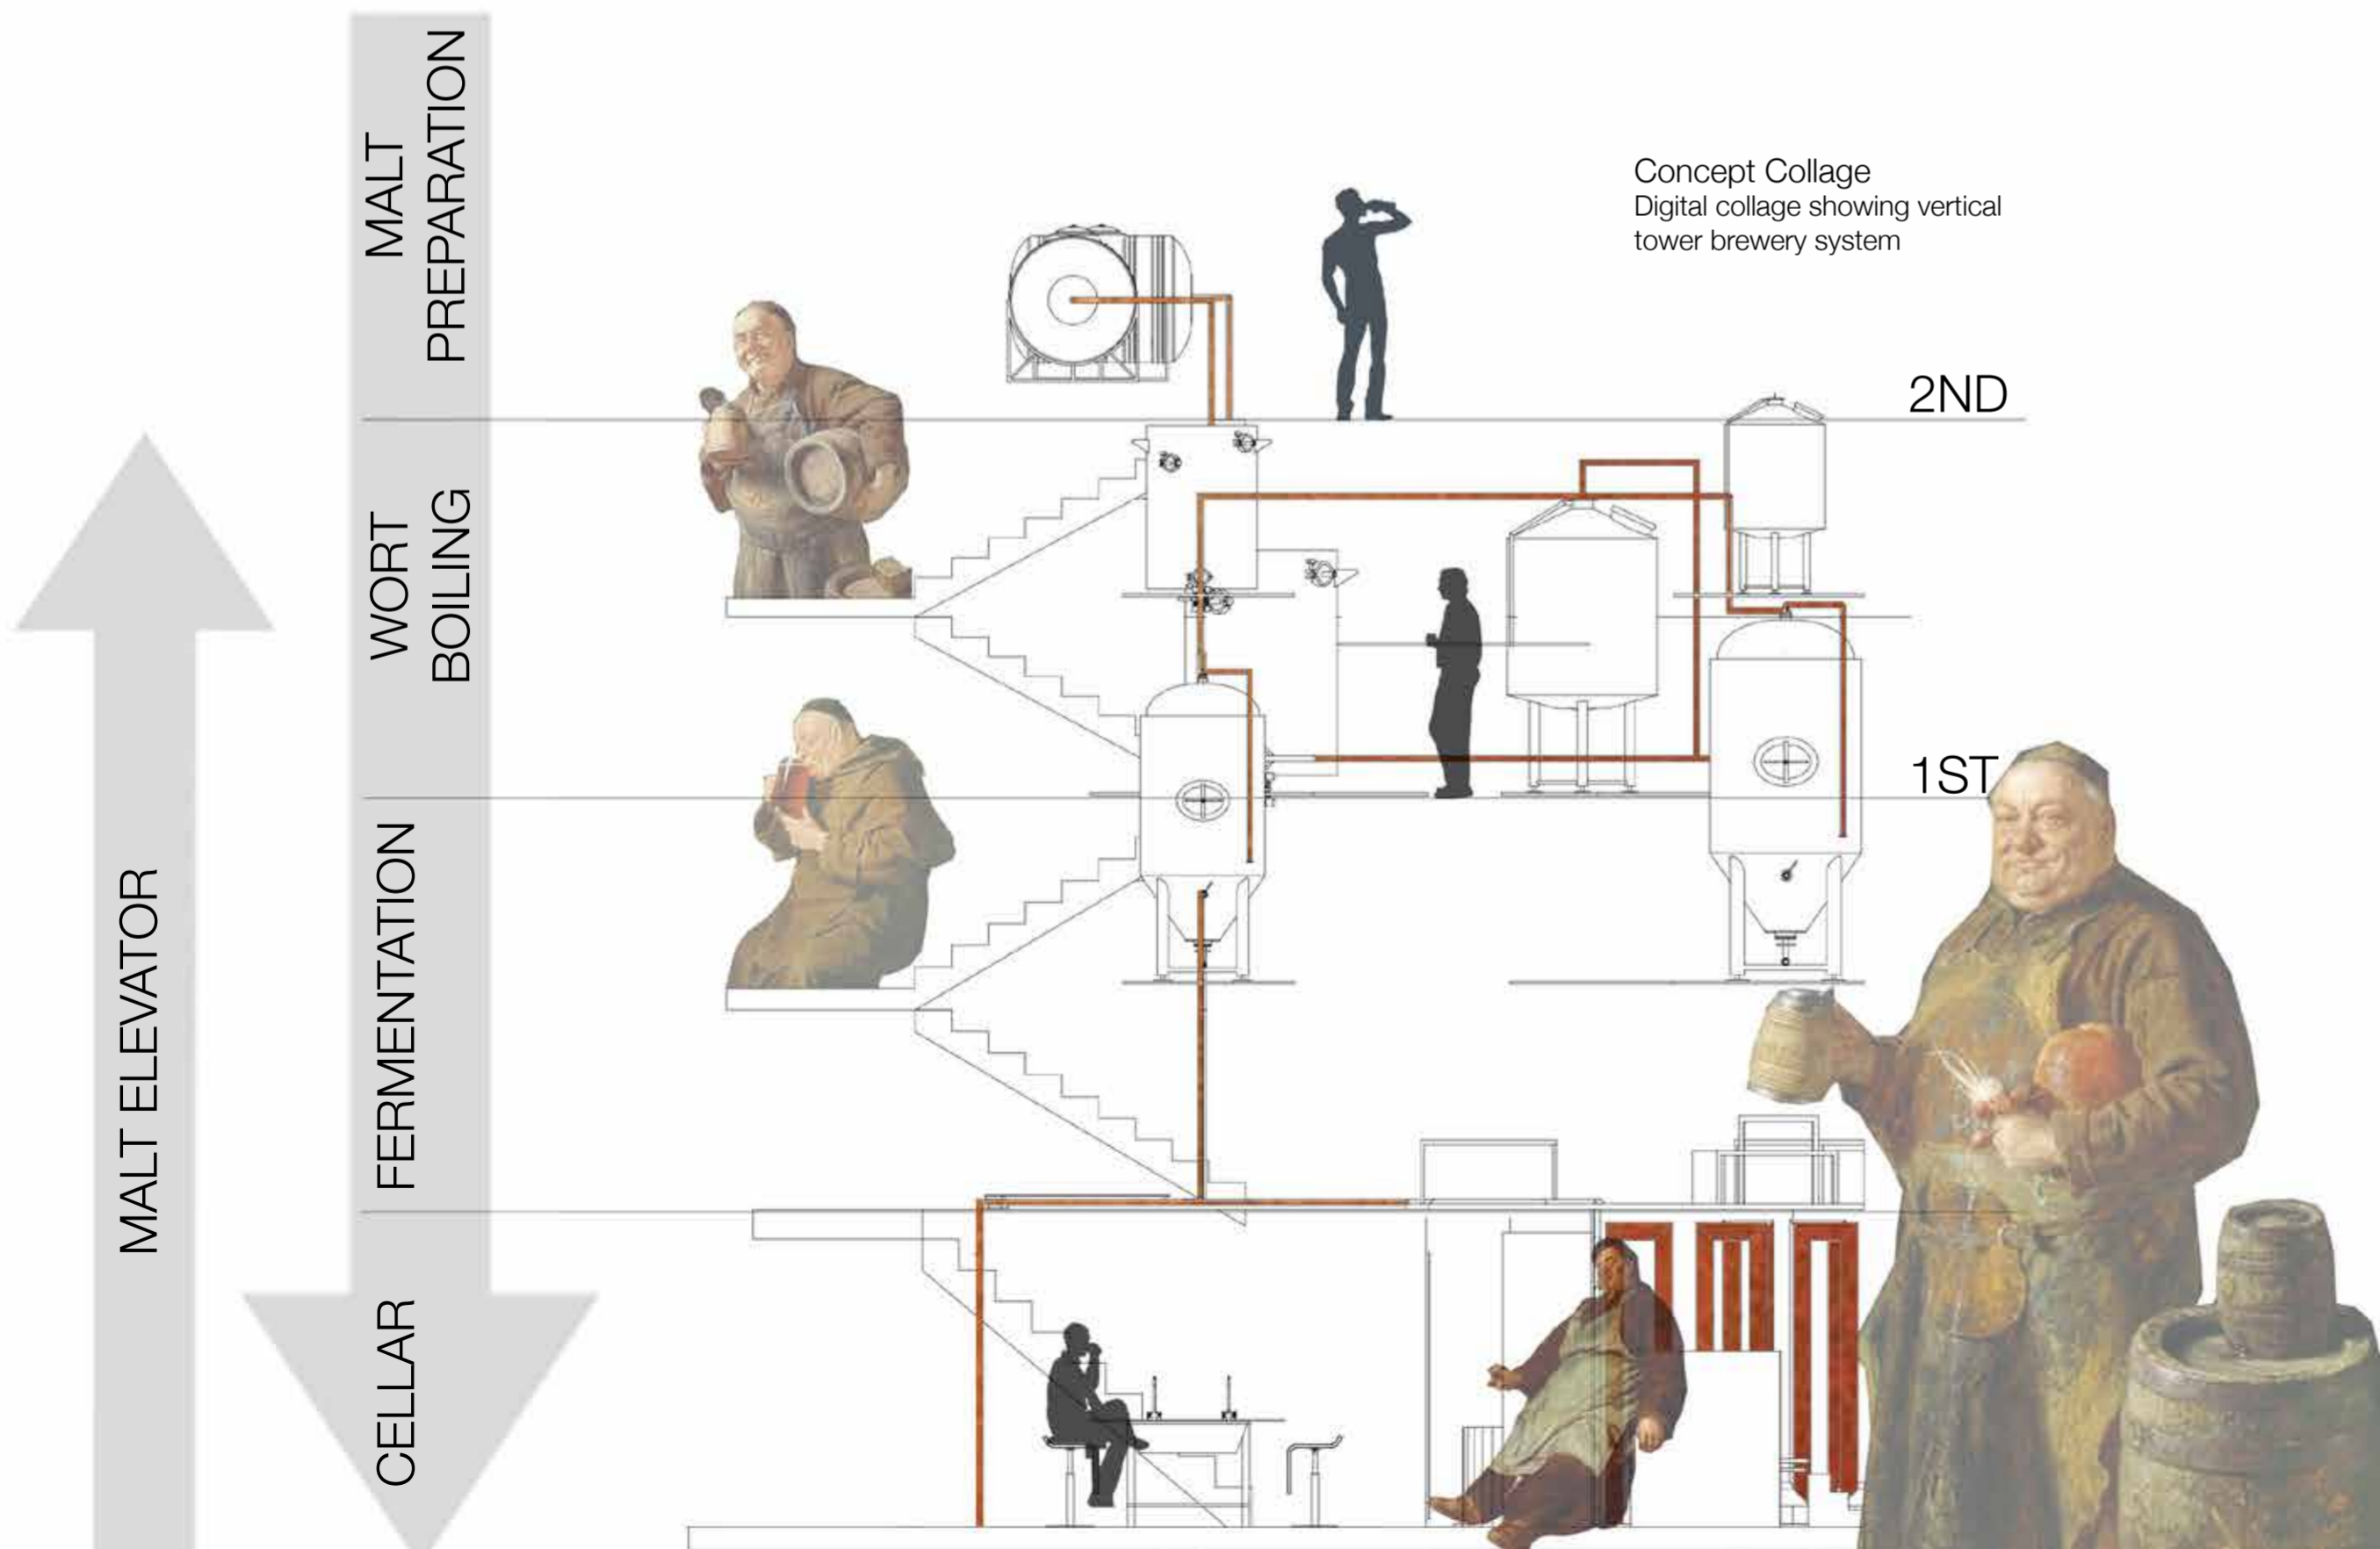 MALT
PREPARATION
Concept Collage
Digital collage showing vertical
tower brewery system
2ND
WORT
BOILING
1ST
MALT ELEVATOR
FERMENTATION
CELLAR